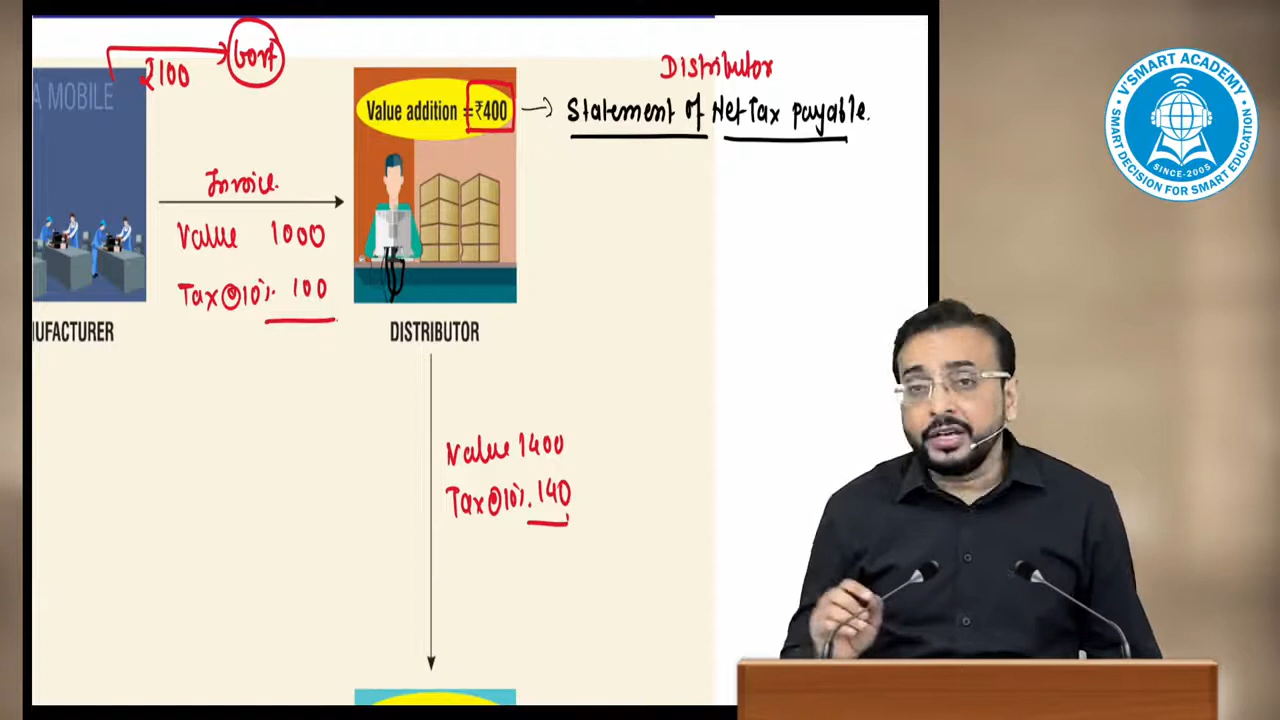 Govt
₹100
A MOBILE
Invoice.
Value 1000
Tax@10%. 100
NUFACTURER
Value addition = ₹400
DISTRIBUTOR
Distributor
Statement of Net Tax payable.
Value 1400
Tax@10%. 140
V'SMART ACADEMY
SINCE-2005
SMART DECISION FOR SMART EDUCATION